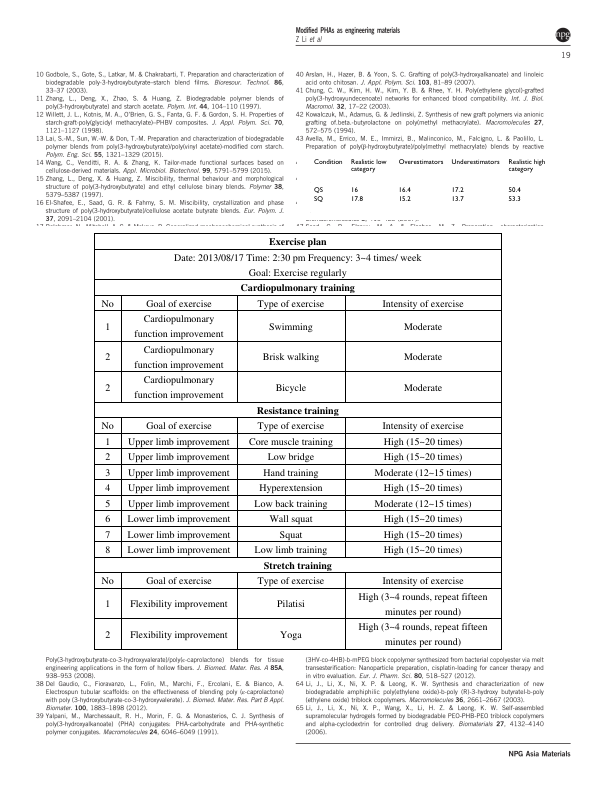 Modified PHAs as engineering materials
Z Li et al
npg
19
10 Godbole, S., Gote, S., Latkar, M. & Chakrabarti, T. Preparation and characterization of
biodegradable poly-3-hydroxybutyrate–starch blend films. Bioresour. Technol. 86,
33–37 (2003).
11 Zhang, L., Deng, X., Zhao, S. & Huang, Z. Biodegradable polymer blends of
poly(3-hydroxybutyrate) and starch acetate. Polym. Int. 44, 104–110 (1997).
12 Willett, J. L., Kotnis, M. A., O'Brien, G. S., Fanta, G. F. & Gordon, S. H. Properties of
starch-graft-poly(glycidyl methacrylate)–PHBV composites. J. Appl. Polym. Sci. 70,
1121–1127 (1998).
13 Lai, S.-M., Sun, W.-W. & Don, T.-M. Preparation and characterization of biodegradable
polymer blends from poly(3-hydroxybutyrate)/poly(vinyl acetate)-modified corn starch.
Polym. Eng. Sci. 55, 1321–1329 (2015).
14 Wang, C., Venditti, R. A. & Zhang, K. Tailor-made functional surfaces based on
cellulose-derived materials. Appl. Microbiol. Biotechnol. 99, 5791–5799 (2015).
15 Zhang, L., Deng, X. & Huang, Z. Miscibility, thermal behaviour and morphological
structure of poly(3-hydroxybutyrate) and ethyl cellulose binary blends. Polymer 38,
5379–5387 (1997).
16 El-Shafee, E., Saad, G. R. & Fahmy, S. M. Miscibility, crystallization and phase
structure of poly(3-hydroxybutyrate)/cellulose acetate butyrate blends. Eur. Polym. J.
37, 2091–2104 (2001).
40 Arslan, H., Hazer, B. & Yoon, S. C. Grafting of poly(3-hydroxyalkanoate) and linoleic
acid onto chitosan. J. Appl. Polym. Sci. 103, 81–89 (2007).
41 Chung, C. W., Kim, H. W., Kim, Y. B. & Rhee, Y. H. Poly(ethylene glycol)-grafted
poly(3-hydroxyundecenoate) networks for enhanced blood compatibility. Int. J. Biol.
Macromol. 32, 17–22 (2003).
42 Kowalczuk, M., Adamus, G. & Jedlinski, Z. Synthesis of new graft polymers via anionic
grafting of beta.-butyrolactone on poly(methyl methacrylate). Macromolecules 27,
572–575 (1994).
43 Avella, M., Errico, M. E., Immirzi, B., Malinconico, M., Falcigno, L. & Paolillo, L.
Preparation of poly(β-hydroxybutyrate)/poly(methyl methacrylate) blends by reactive
Condition Realistic low category Overestimators Underestimators Realistic high category
QS 16 16.4 17.2 50.4
SQ 17.8 15.2 13.7 53.3
Exercise plan
Date: 2013/08/17 Time: 2:30 pm Frequency: 3~4 times/ week
Goal: Exercise regularly
Cardiopulmonary training
No Goal of exercise Type of exercise Intensity of exercise
1 Cardiopulmonary function improvement Swimming Moderate
2 Cardiopulmonary function improvement Brisk walking Moderate
2 Cardiopulmonary function improvement Bicycle Moderate
Resistance training
No Goal of exercise Type of exercise Intensity of exercise
1 Upper limb improvement Core muscle training High (15~20 times)
2 Upper limb improvement Low bridge High (15~20 times)
3 Upper limb improvement Hand training Moderate (12~15 times)
4 Upper limb improvement Hyperextension High (15~20 times)
5 Upper limb improvement Low back training Moderate (12~15 times)
6 Lower limb improvement Wall squat High (15~20 times)
7 Lower limb improvement Squat High (15~20 times)
8 Lower limb improvement Low limb training High (15~20 times)
Stretch training
No Goal of exercise Type of exercise Intensity of exercise
1 Flexibility improvement Pilatisi High (3~4 rounds, repeat fifteen minutes per round)
2 Flexibility improvement Yoga High (3~4 rounds, repeat fifteen minutes per round)
Poly(3-hydroxybutyrate-co-3-hydroxyvalerate)/poly(ε-caprolactone) blends for tissue
engineering applications in the form of hollow fibers. J. Biomed. Mater. Res. A 85A,
938–953 (2008).
38 Del Gaudio, C., Fioravanzo, L., Folin, M., Marchi, F., Ercolani, E. & Bianco, A.
Electrospun tubular scaffolds: on the effectiveness of blending poly (ε-caprolactone)
with poly (3-hydroxybutyrate-co-3-hydroxyvalerate). J. Biomed. Mater. Res. Part B Appl.
Biomater. 100, 1883–1898 (2012).
39 Yalpani, M., Marchessault, R. H., Morin, F. G. & Monasterios, C. J. Synthesis of
poly(3-hydroxyalkanoate) (PHA) conjugates: PHA-carbohydrate and PHA-synthetic
polymer conjugates. Macromolecules 24, 6046–6049 (1991).
(3HV-co-4HB)-b-mPEG block copolymer synthesized from bacterial copolyester via melt
transesterification: Nanoparticle preparation, cisplatin-loading for cancer therapy and
in vitro evaluation. Eur. J. Pharm. Sci. 80, 518–527 (2012).
64 Li, J., Li, X., Ni, X. P. & Leong, K. W. Synthesis and characterization of new
biodegradable amphiphilic poly(ethylene oxide)-b-poly (R)-3-hydroxy butyrate-b-poly
(ethylene oxide) triblock copolymers. Macromolecules 36, 2661–2667 (2003).
65 Li, J., Li, X., Ni, X. P., Wang, X., Li, H. Z. & Leong, K. W. Self-assembled
supramolecular hydrogels formed by biodegradable PEO-PHB-PEO triblock copolymers
and alpha-cyclodextrin for controlled drug delivery. Biomaterials 27, 4132–4140
(2006).
NPG Asia Materials